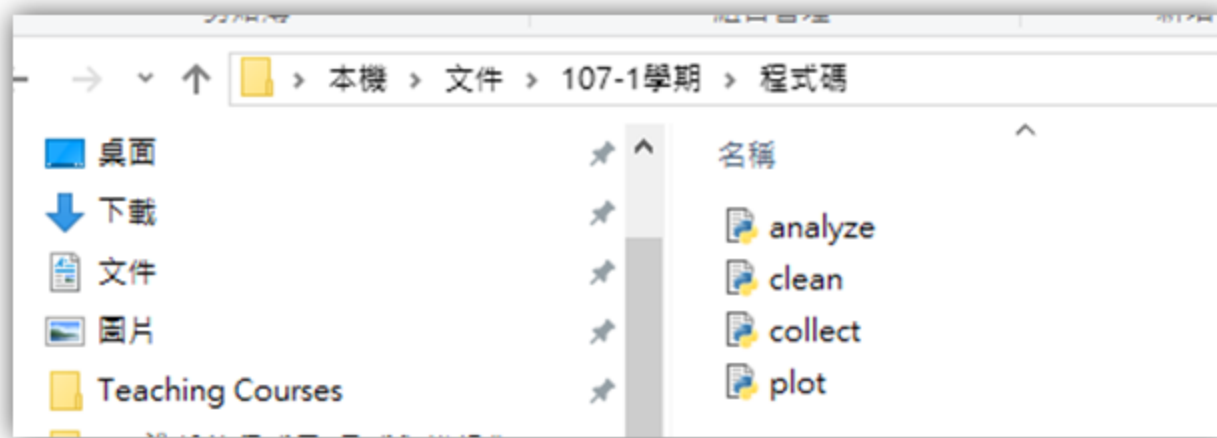 本機 > 文件 > 107-1學期 > 程式碼
桌面
下載
文件
圖片
Teaching Courses
名稱
analyze
clean
collect
plot